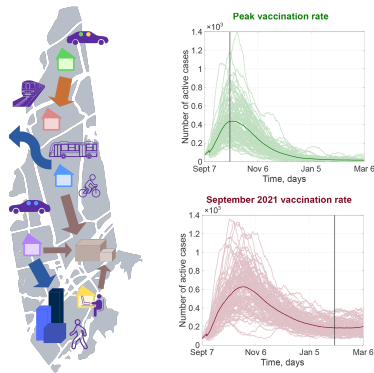 Peak vaccination rate
×10³
1.4
1.2
1
0.8
0.6
0.4
0.2
0
Number of active cases
Sept 7
Nov 6
Jan 5
Mar 6
Time, days
September 2021 vaccination rate
×10³
1.4
1.2
1
0.8
0.6
0.4
0.2
0
Number of active cases
Sept 7
Nov 6
Jan 5
Mar 6
Time, days